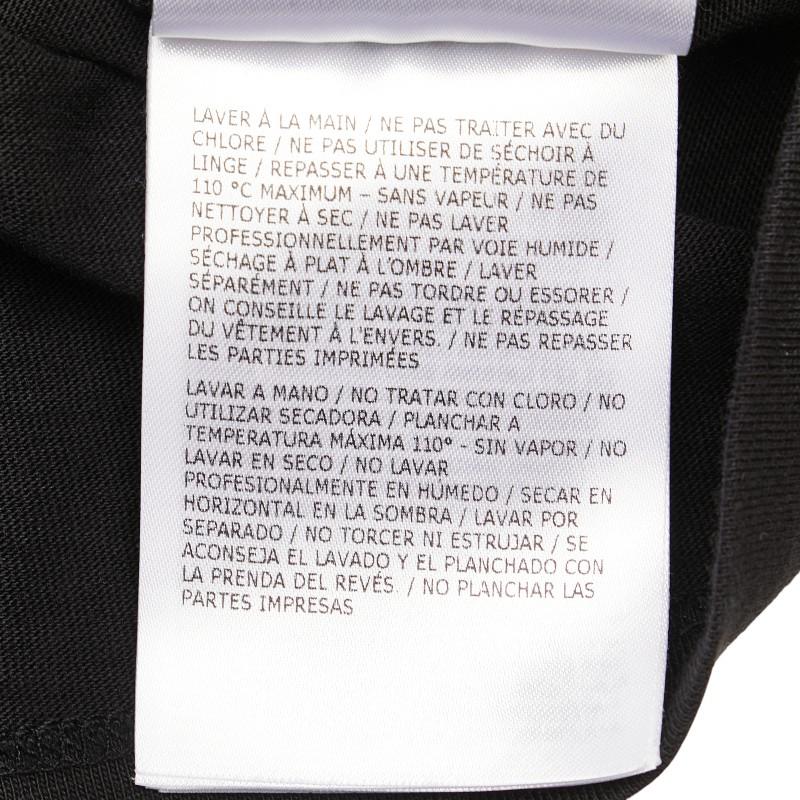 LAVER À LA MAIN / NE PAS TRAITER AVEC DU
CHLORE / NE PAS UTILISER DE SÉCHOIR À
LINGE / REPASSER À UNE TEMPÉRATURE DE
110 °C MAXIMUM – SANS VAPEUR / NE PAS
NETTOYER À SEC / NE PAS LAVER
PROFESSIONNELLEMENT PAR VOIE HUMIDE /
SÉCHAGE À PLAT À L'OMBRE / LAVER
SÉPARÉMENT / NE PAS TORDRE OU ESSORER /
ON CONSEILLE LE LAVAGE ET LE REPASSAGE
DU VÊTEMENT À L'ENVERS. / NE PAS REPASSER
LES PARTIES IMPRIMÉES
LAVAR A MANO / NO TRATAR CON CLORO / NO
UTILIZAR SECADORA / PLANCHAR A
TEMPERATURA MÁXIMA 110° - SIN VAPOR / NO
LAVAR EN SECO / NO LAVAR
PROFESIONALMENTE EN HÚMEDO / SECAR EN
HORIZONTAL EN LA SOMBRA / LAVAR POR
SEPARADO / NO TORCER NI ESTRUJAR / SE
ACONSEJA EL LAVADO Y EL PLANCHADO CON
LA PRENDA DEL REVÉS. / NO PLANCHAR LAS
PARTES IMPRESAS